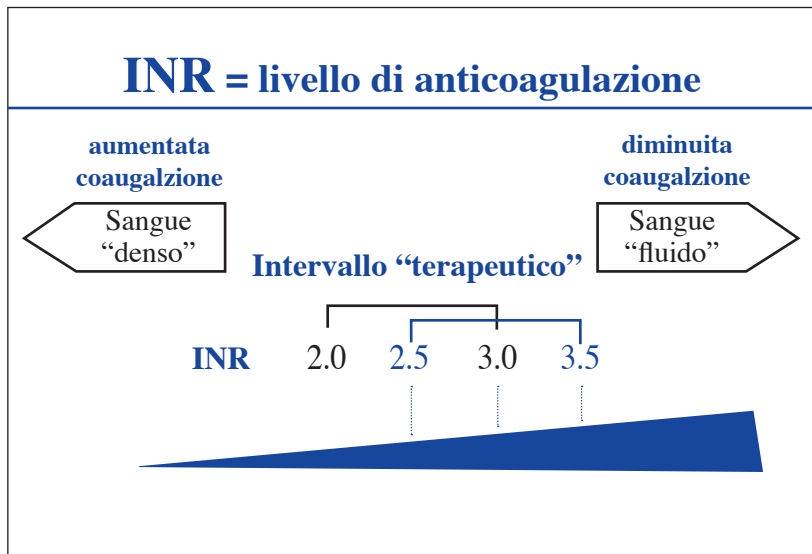 INR = livello di anticoagulazione
aumentata
coaugalzione
diminuita
coaugalzione
Sangue
“denso”
Sangue
“fluido”
Intervallo “terapeutico”
INR 2.0 2.5 3.0 3.5